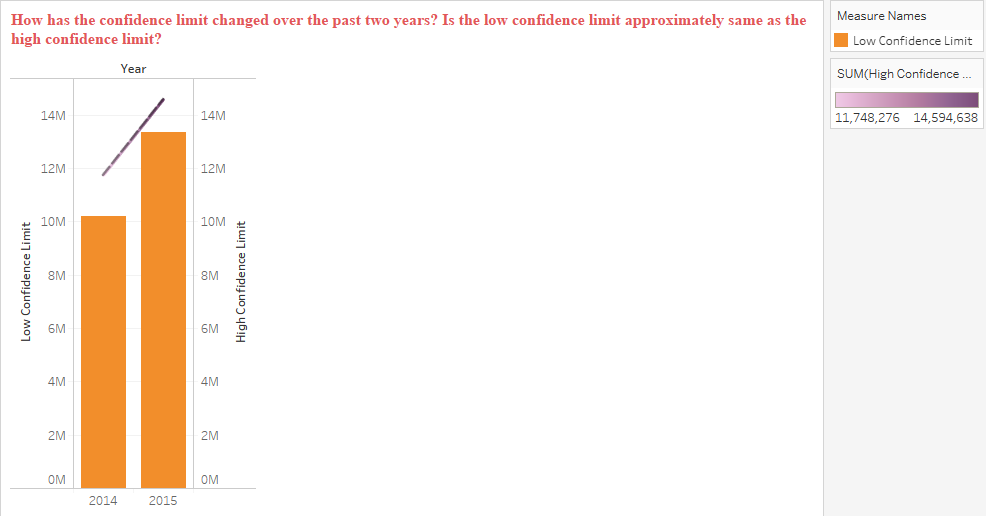 How has the confidence limit changed over the past two years? Is the low confidence limit approximately same as the
high confidence limit?
Year
14M
12M
10M
8M
6M
4M
2M
0M
Low Confidence Limit
14M
12M
10M
8M
6M
4M
2M
0M
High Confidence Limit
2014 2015
Measure Names
Low Confidence Limit
SUM(High Confidence ...
11,748,276 14,594,638